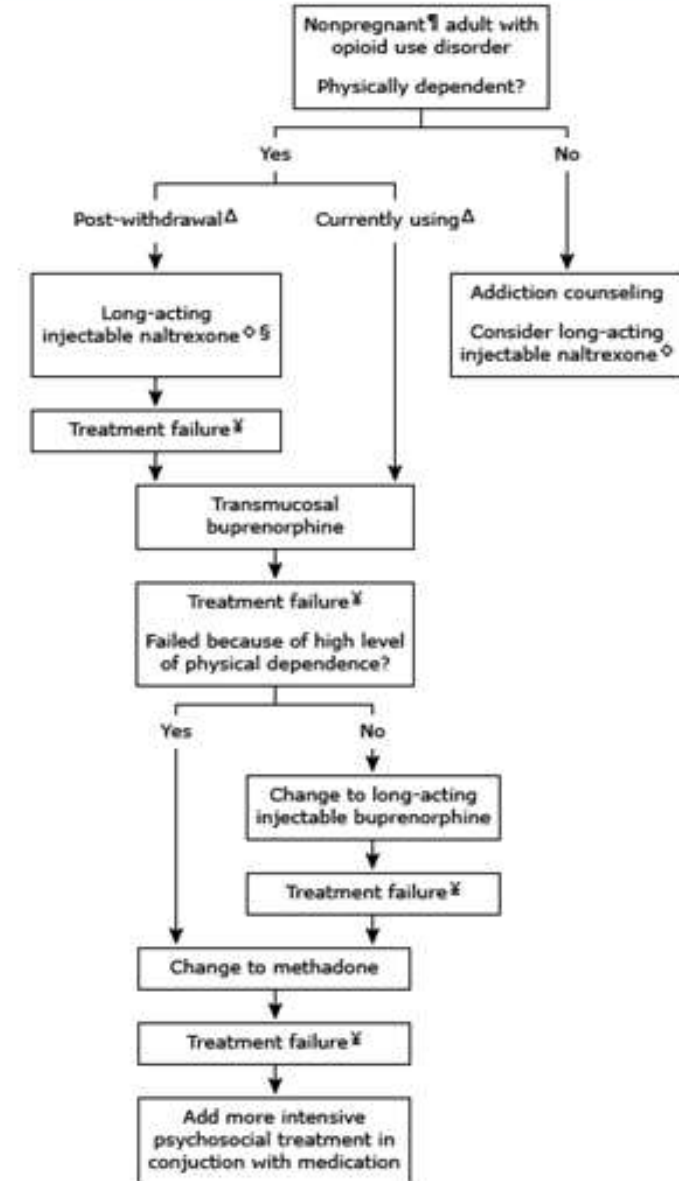 Nonpregnant¶ adult with
opioid use disorder
Physically dependent?
Yes
No
Post-withdrawalΔ
Currently usingΔ
Long-acting
injectable naltrexone◇§
Addiction counseling
Consider long-acting
injectable naltrexone◇
Treatment failure¥
Transmucosal
buprenorphine
Treatment failure¥
Failed because of high level
of physical dependence?
Yes
No
Change to long-acting
injectable buprenorphine
Treatment failure¥
Change to methadone
Treatment failure¥
Add more intensive
psychosocial treatment in
conjuction with medication